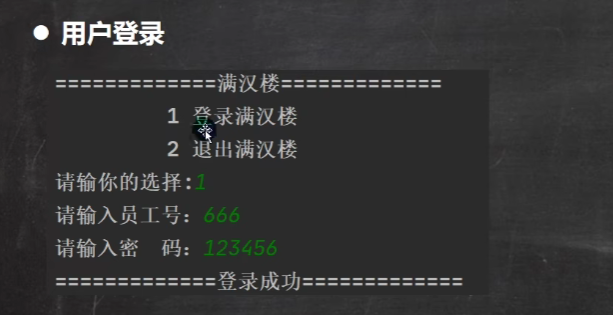 ● 用户登录
=============满汉楼=============
1 登录满汉楼
2 退出满汉楼
请输你的选择:1
请输入员工号: 666
请输入密  码: 123456
=============登录成功=============